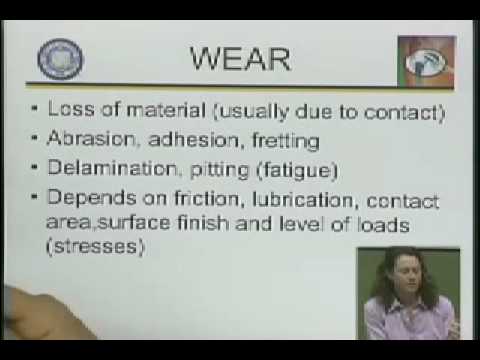 WEAR
• Loss of material (usually due to contact)
• Abrasion, adhesion, fretting
• Delamination, pitting (fatigue)
• Depends on friction, lubrication, contact
area,surface finish and level of loads
(stresses)